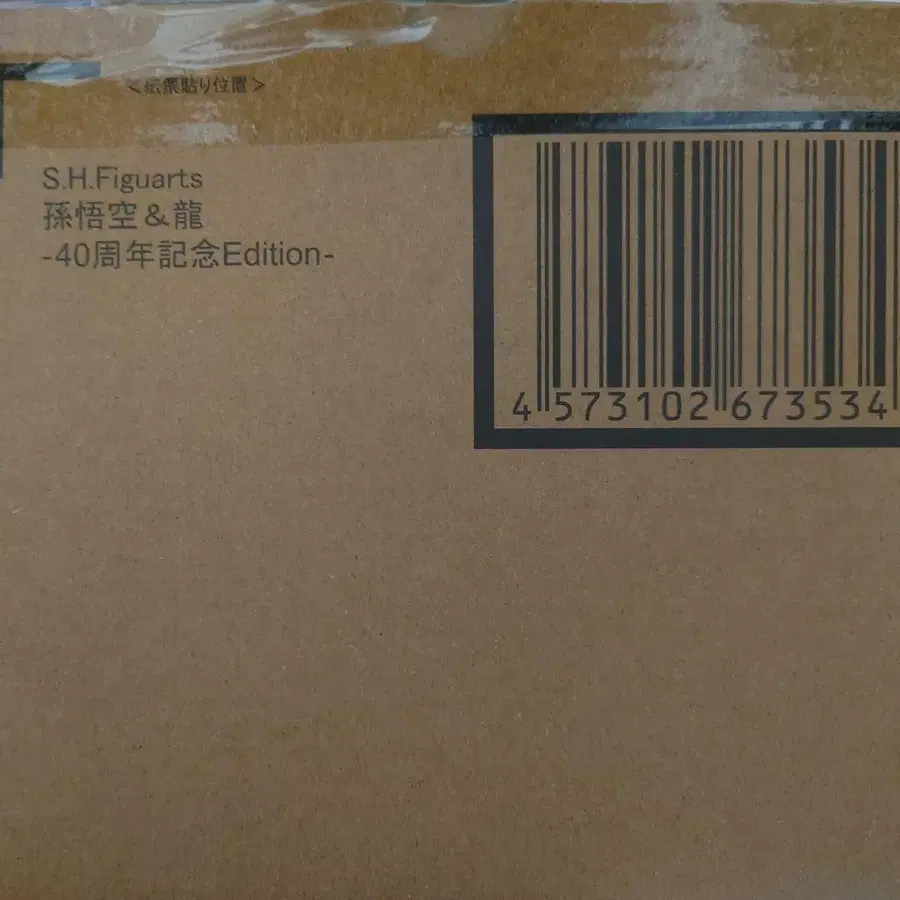 ＜伝票貼り位置＞
S.H.Figuarts
孫悟空＆龍
-40周年記念Edition-
4 573102 673534